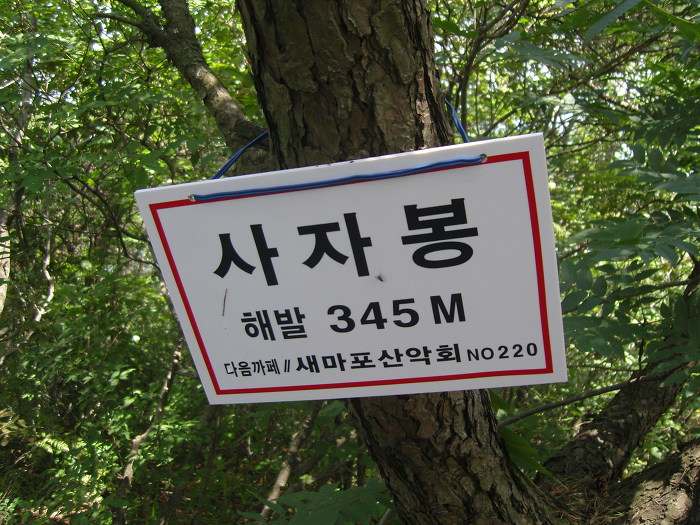 사자봉
해발 345M
다음까페// 새마포산악회 NO220